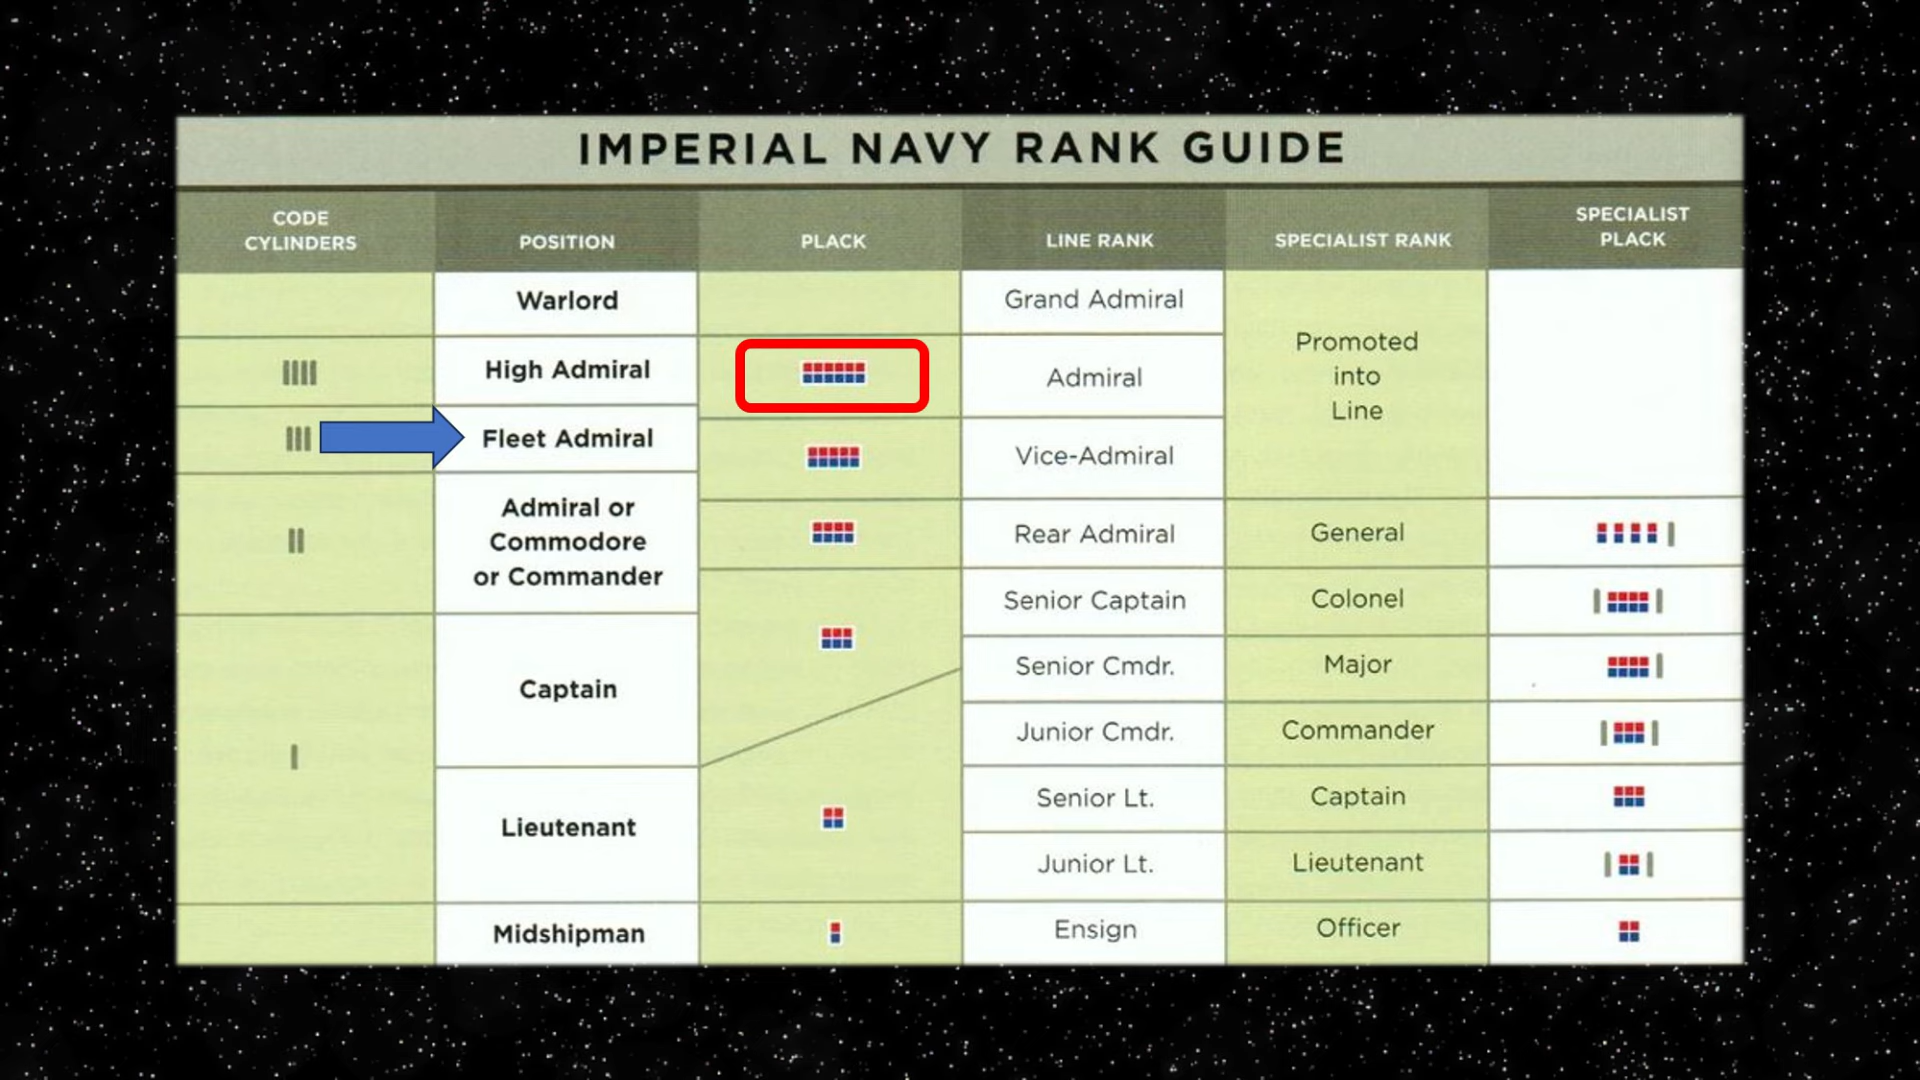 IMPERIAL NAVY RANK GUIDE
CODE
CYLINDERS
POSITION
PLACK
LINE RANK
SPECIALIST RANK
SPECIALIST
PLACK
Warlord
Grand Admiral
High Admiral
Admiral
Promoted
into
Line
Fleet Admiral
Vice-Admiral
Admiral or
Commodore
or Commander
Rear Admiral
General
Senior Captain
Colonel
Captain
Senior Cmdr.
Major
Junior Cmdr.
Commander
Lieutenant
Senior Lt.
Captain
Junior Lt.
Lieutenant
Midshipman
Ensign
Officer